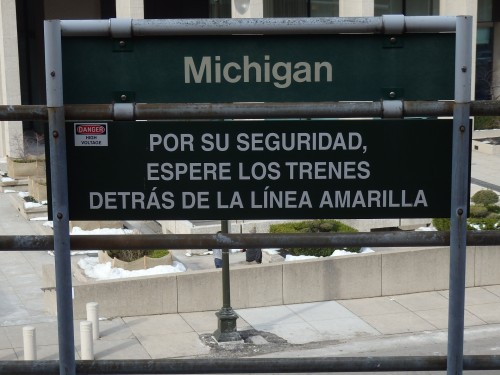 Michigan
DANGER
HIGH
VOLTAGE
POR SU SEGURIDAD,
ESPERE LOS TRENES
DETRÁS DE LA LÍNEA AMARILLA